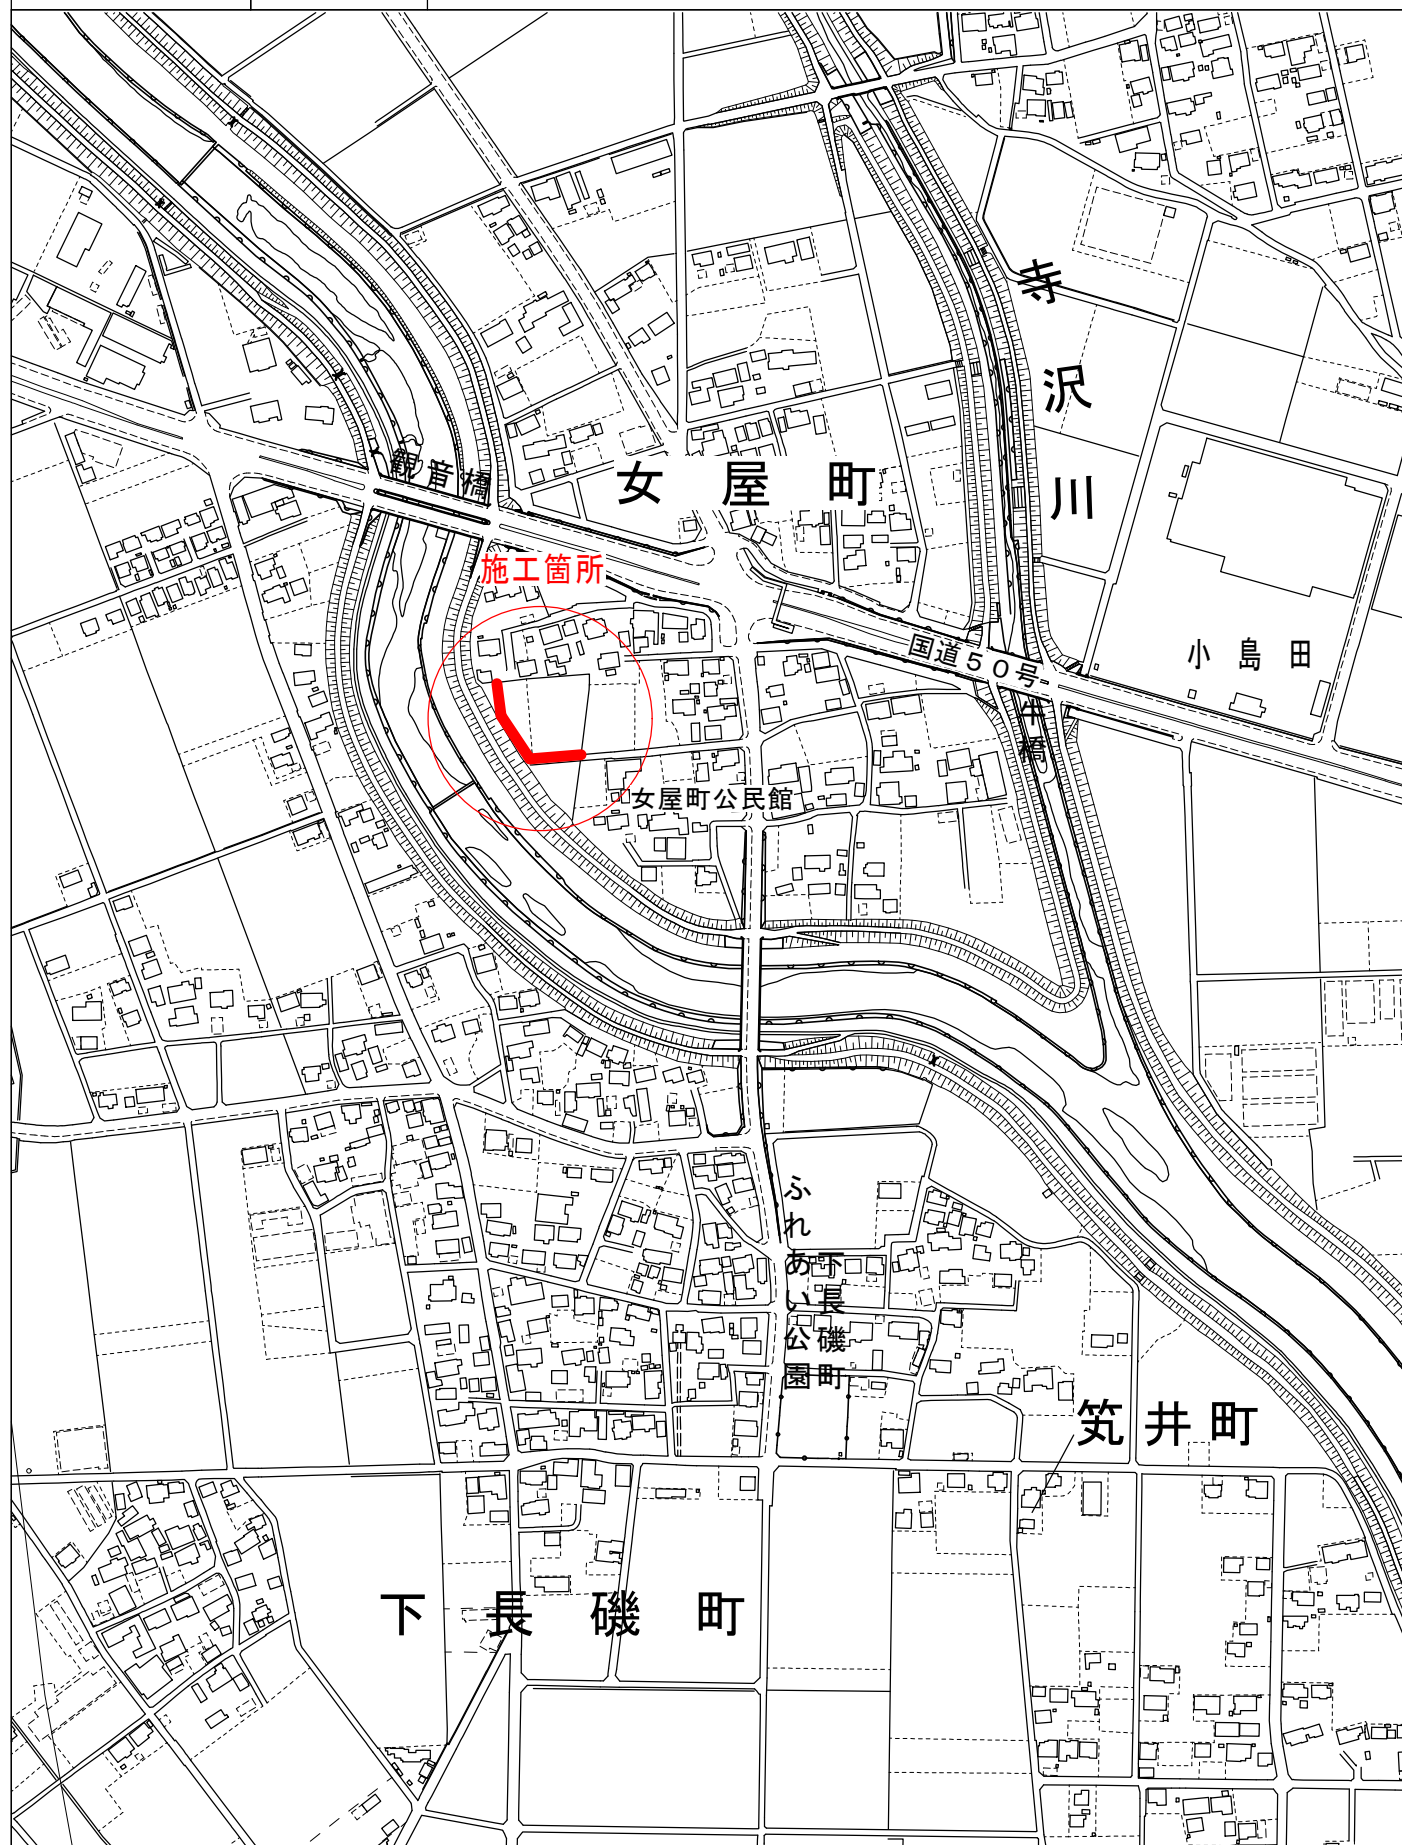 寺沢川
観音橋
女屋町
施工箇所
国道50号
小島田
牛橋
女屋町公民館
下長磯町
ふれあい公園
笂井町
下長磯町